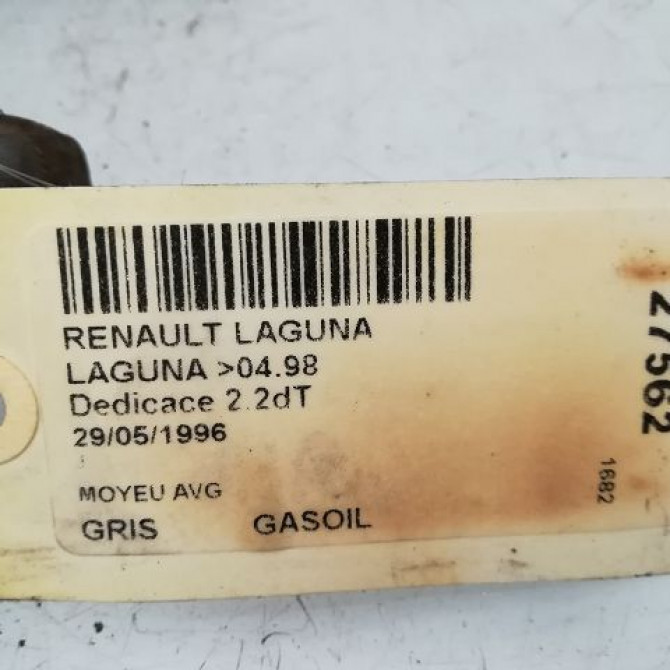 RENAULT LAGUNA
LAGUNA >04.98
Dedicace 2.2dT
29/05/1996
MOYEU AVG
GRIS GASOIL
27562
1682